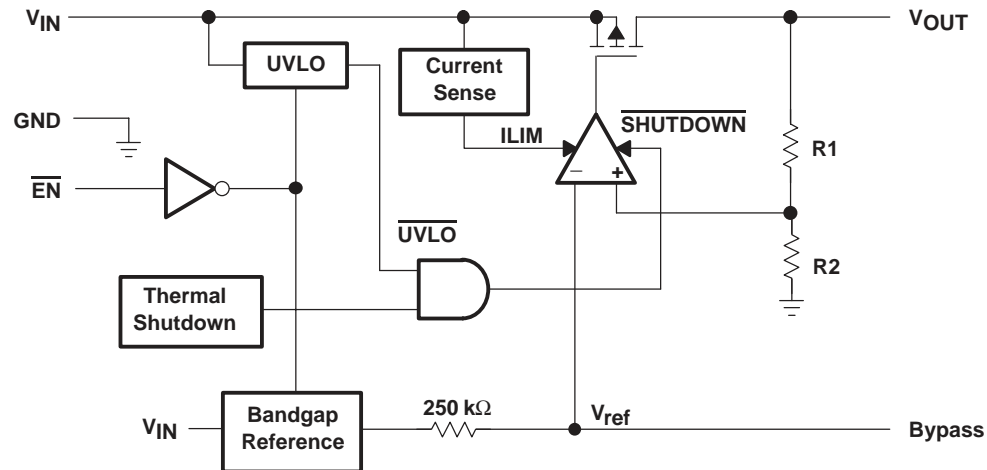 VIN
VOUT
UVLO
Current
Sense
SHUTDOWN
GND
ILIM
R1
EN
− +
UVLO
R2
Thermal
Shutdown
250 kΩ
Vref
VIN
Bandgap
Reference
Bypass